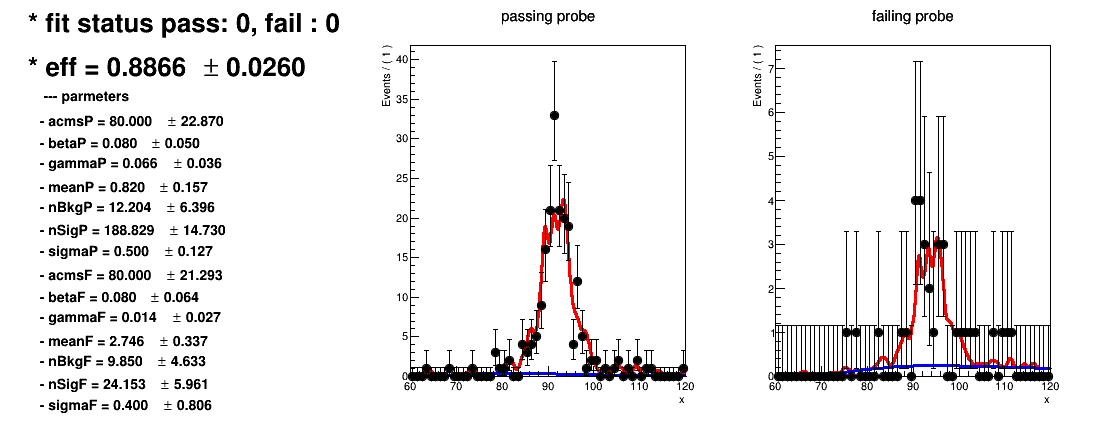 * fit status pass: 0, fail : 0
* eff = 0.8866 ± 0.0260
--- parmeters
- acmsP = 80.000 ± 22.870
- betaP = 0.080 ± 0.050
- gammaP = 0.066 ± 0.036
- meanP = 0.820 ± 0.157
- nBkgP = 12.204 ± 6.396
- nSigP = 188.829 ± 14.730
- sigmaP = 0.500 ± 0.127
- acmsF = 80.000 ± 21.293
- betaF = 0.080 ± 0.064
- gammaF = 0.014 ± 0.027
- meanF = 2.746 ± 0.337
- nBkgF = 9.850 ± 4.633
- nSigF = 24.153 ± 5.961
- sigmaF = 0.400 ± 0.806
passing probe
Events / ( 1 )
40
35
30
25
20
15
10
5
0
60 70 80 90 100 110 120
x
failing probe
Events / ( 1 )
7
6
5
4
3
2
1
0
60 70 80 90 100 110 120
x